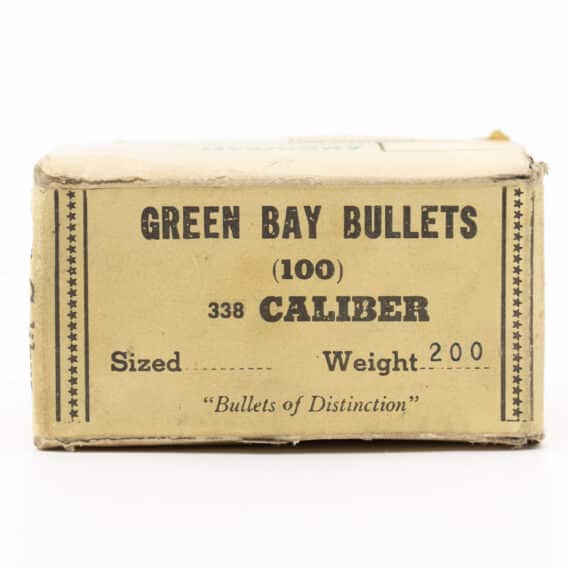 GREEN BAY BULLETS
(100)
338 CALIBER
Sized ........... Weight 200
"Bullets of Distinction"